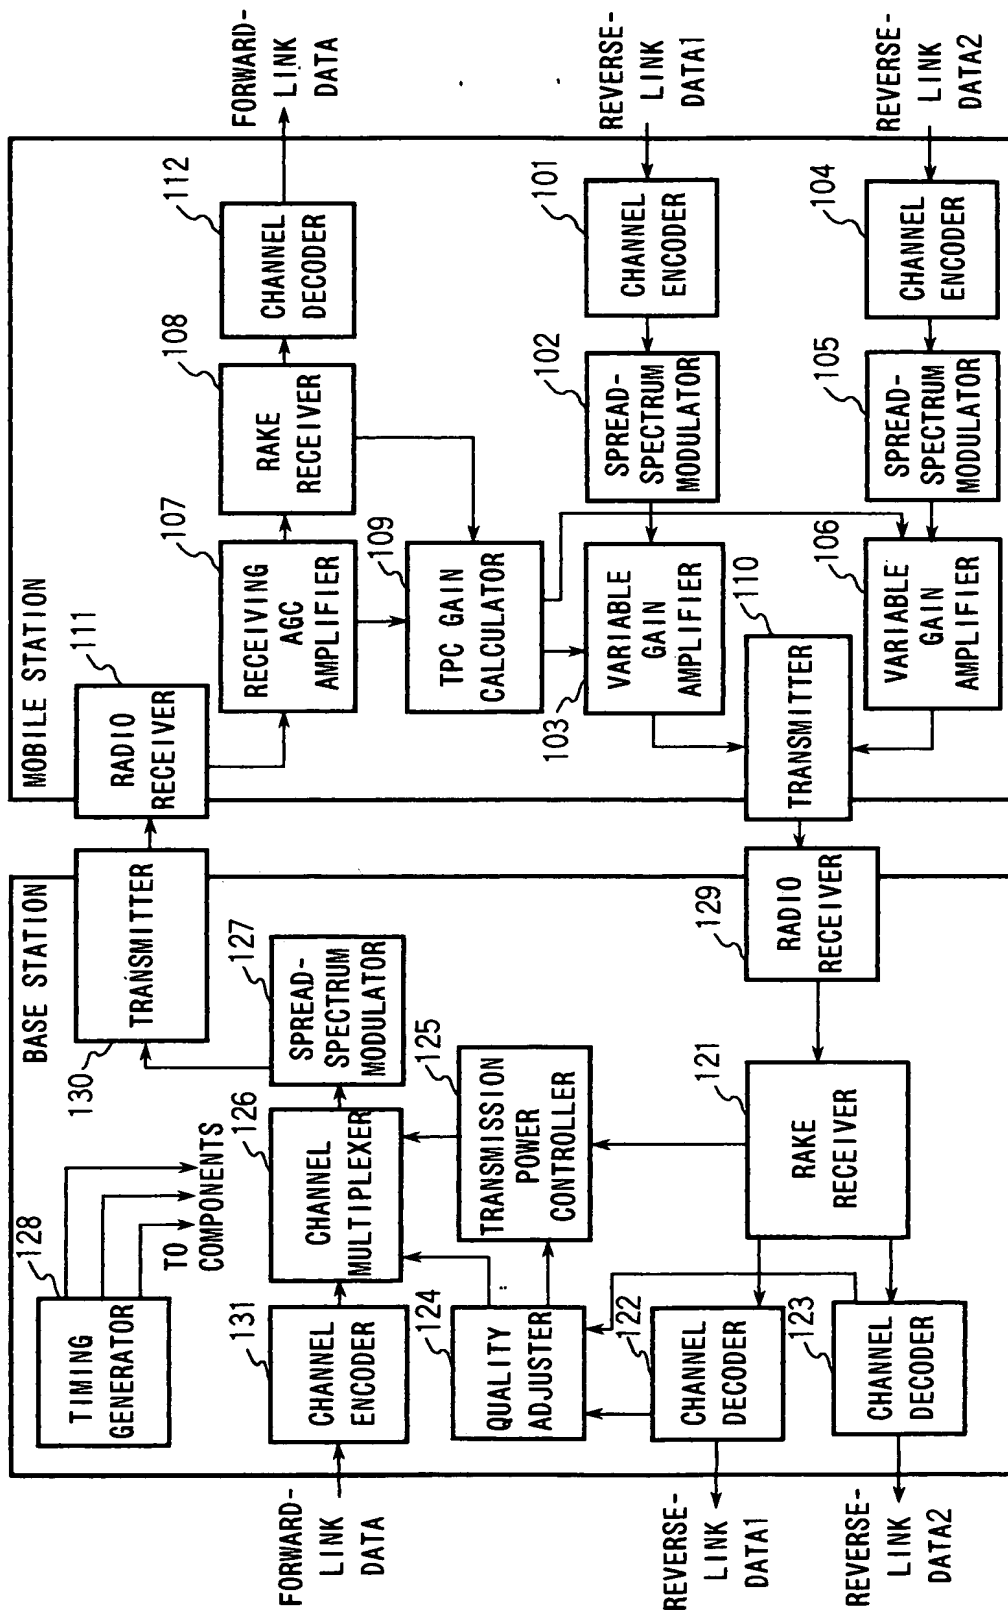 BASE STATION
128
TIMING
GENERATOR
TO
COMPONENTS
130
TRANSMITTER
FORWARD-
LINK
DATA
131
CHANNEL
ENCODER
126
CHANNEL
MULTIPLEXER
127
SPREAD-
SPECTRUM
MODULATOR
124
QUALITY
ADJUSTER
125
TRANSMISSION
POWER
CONTROLLER
REVERSE-
LINK
DATA1
122
CHANNEL
DECODER
121
RAKE
RECEIVER
129
RADIO
RECEIVER
REVERSE-
LINK
DATA2
123
CHANNEL
DECODER
MOBILE STATION
111
RADIO
RECEIVER
107
RECEIVING
AGC
AMPLIFIER
108
RAKE
RECEIVER
112
CHANNEL
DECODER
FORWARD-
LINK
DATA
109
TPC GAIN
CALCULATOR
103
VARIABLE
GAIN
AMPLIFIER
102
SPREAD-
SPECTRUM
MODULATOR
101
CHANNEL
ENCODER
REVERSE-
LINK
DATA1
110
TRANSMITTER
106
VARIABLE
GAIN
AMPLIFIER
105
SPREAD-
SPECTRUM
MODULATOR
104
CHANNEL
ENCODER
REVERSE-
LINK
DATA2